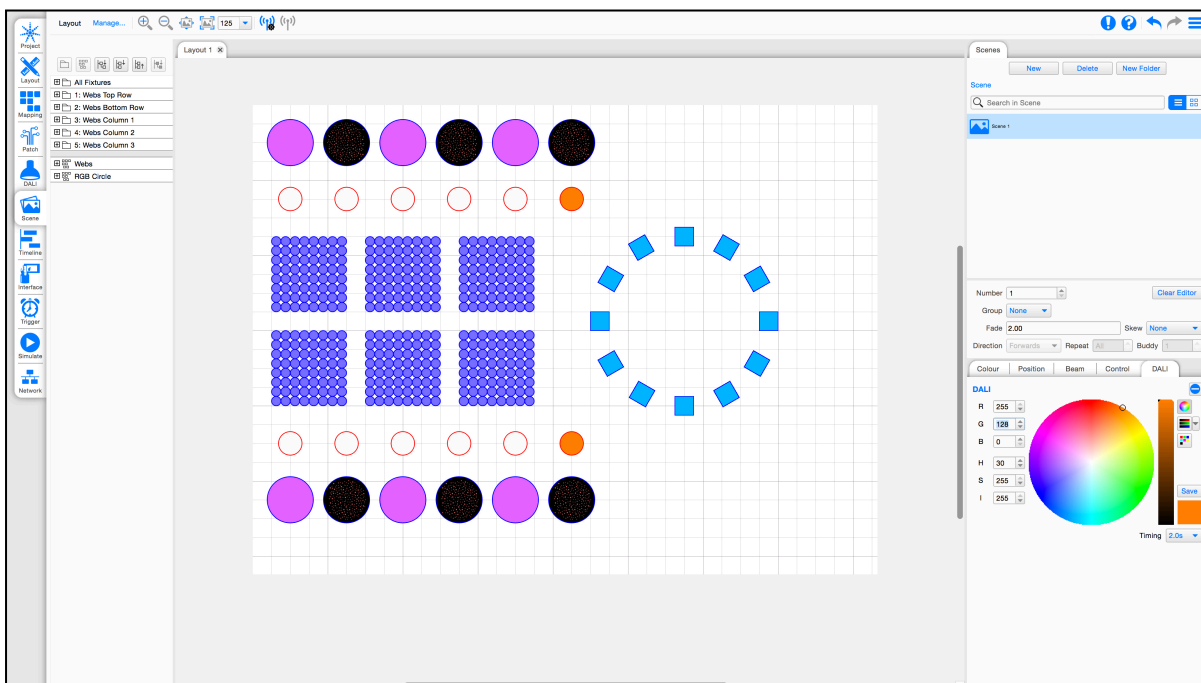 Layout Manage... 125
Project
Layout
Mapping
Patch
DALI
Scene
Timeline
Interface
Trigger
Simulate
Network
All Fixtures
1: Webs Top Row
2: Webs Bottom Row
3: Webs Column 1
4: Webs Column 2
5: Webs Column 3
Webs
RGB Circle
Layout 1
Scenes
New Delete New Folder
Scene
Search in Scene
Scene 1
Number 1 Clear Editor
Group None
Fade 2.00 Skew None
Direction Forwards Repeat All Buddy 1
Colour Position Beam Control DALI
DALI
R 255
G 128
B 0
H 30
S 255
I 255
Save
Timing 2.0s